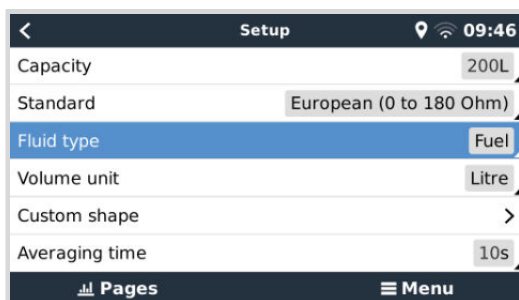 Setup 09:46
Capacity 200L
Standard European (0 to 180 Ohm)
Fluid type Fuel
Volume unit Litre
Custom shape
Averaging time 10s
Pages Menu